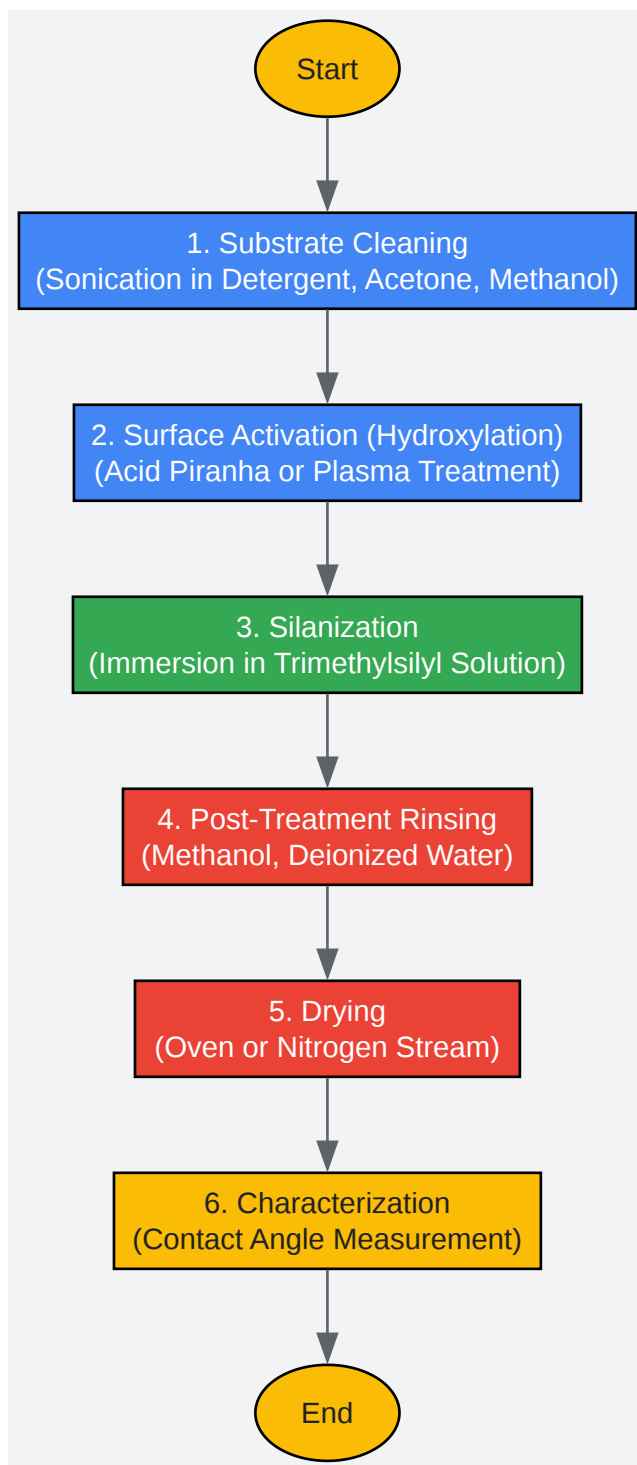 Start
1. Substrate Cleaning
(Sonication in Detergent, Acetone, Methanol)
2. Surface Activation (Hydroxylation)
(Acid Piranha or Plasma Treatment)
3. Silanization
(Immersion in Trimethylsilyl Solution)
4. Post-Treatment Rinsing
(Methanol, Deionized Water)
5. Drying
(Oven or Nitrogen Stream)
6. Characterization
(Contact Angle Measurement)
End